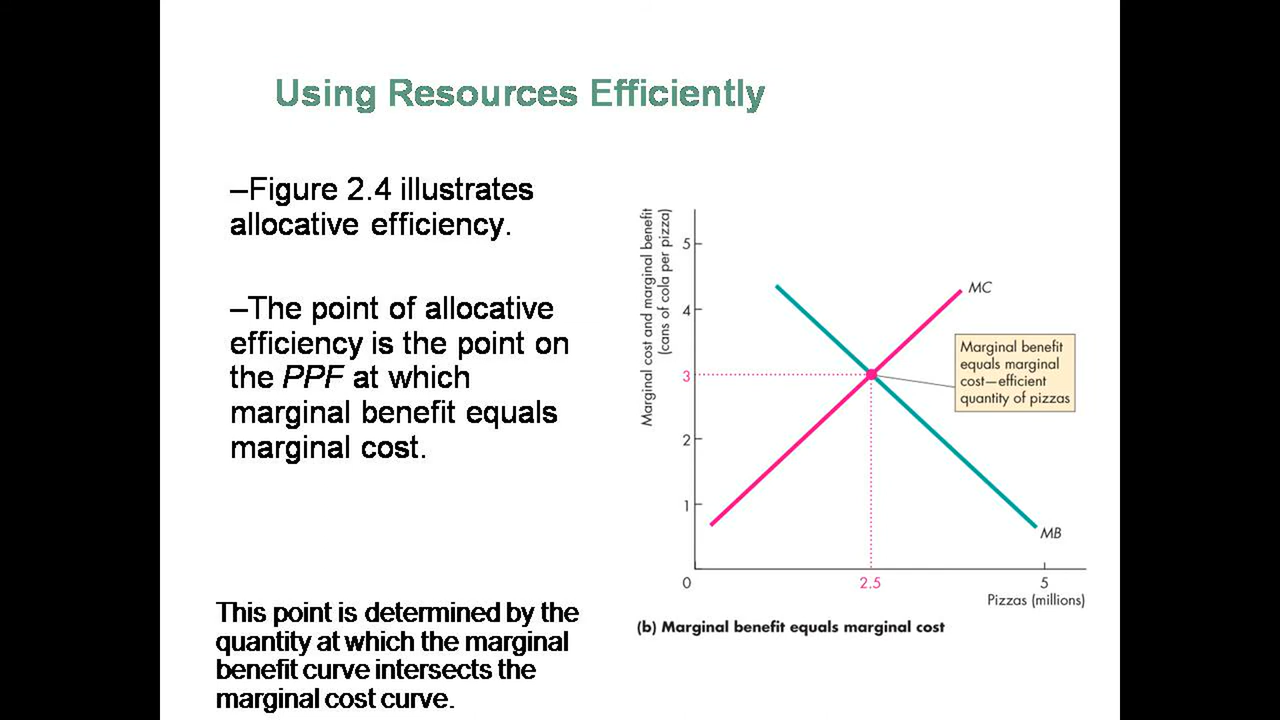 Using Resources Efficiently
–Figure 2.4 illustrates
allocative efficiency.
–The point of allocative
efficiency is the point on
the PPF at which
marginal benefit equals
marginal cost.
This point is determined by the
quantity at which the marginal
benefit curve intersects the
marginal cost curve.
Marginal cost and marginal benefit
(cans of cola per pizza)
5
4
3
2
1
0
2.5
5
Pizzas (millions)
MC
Marginal benefit
equals marginal
cost—efficient
quantity of pizzas
MB
(b) Marginal benefit equals marginal cost